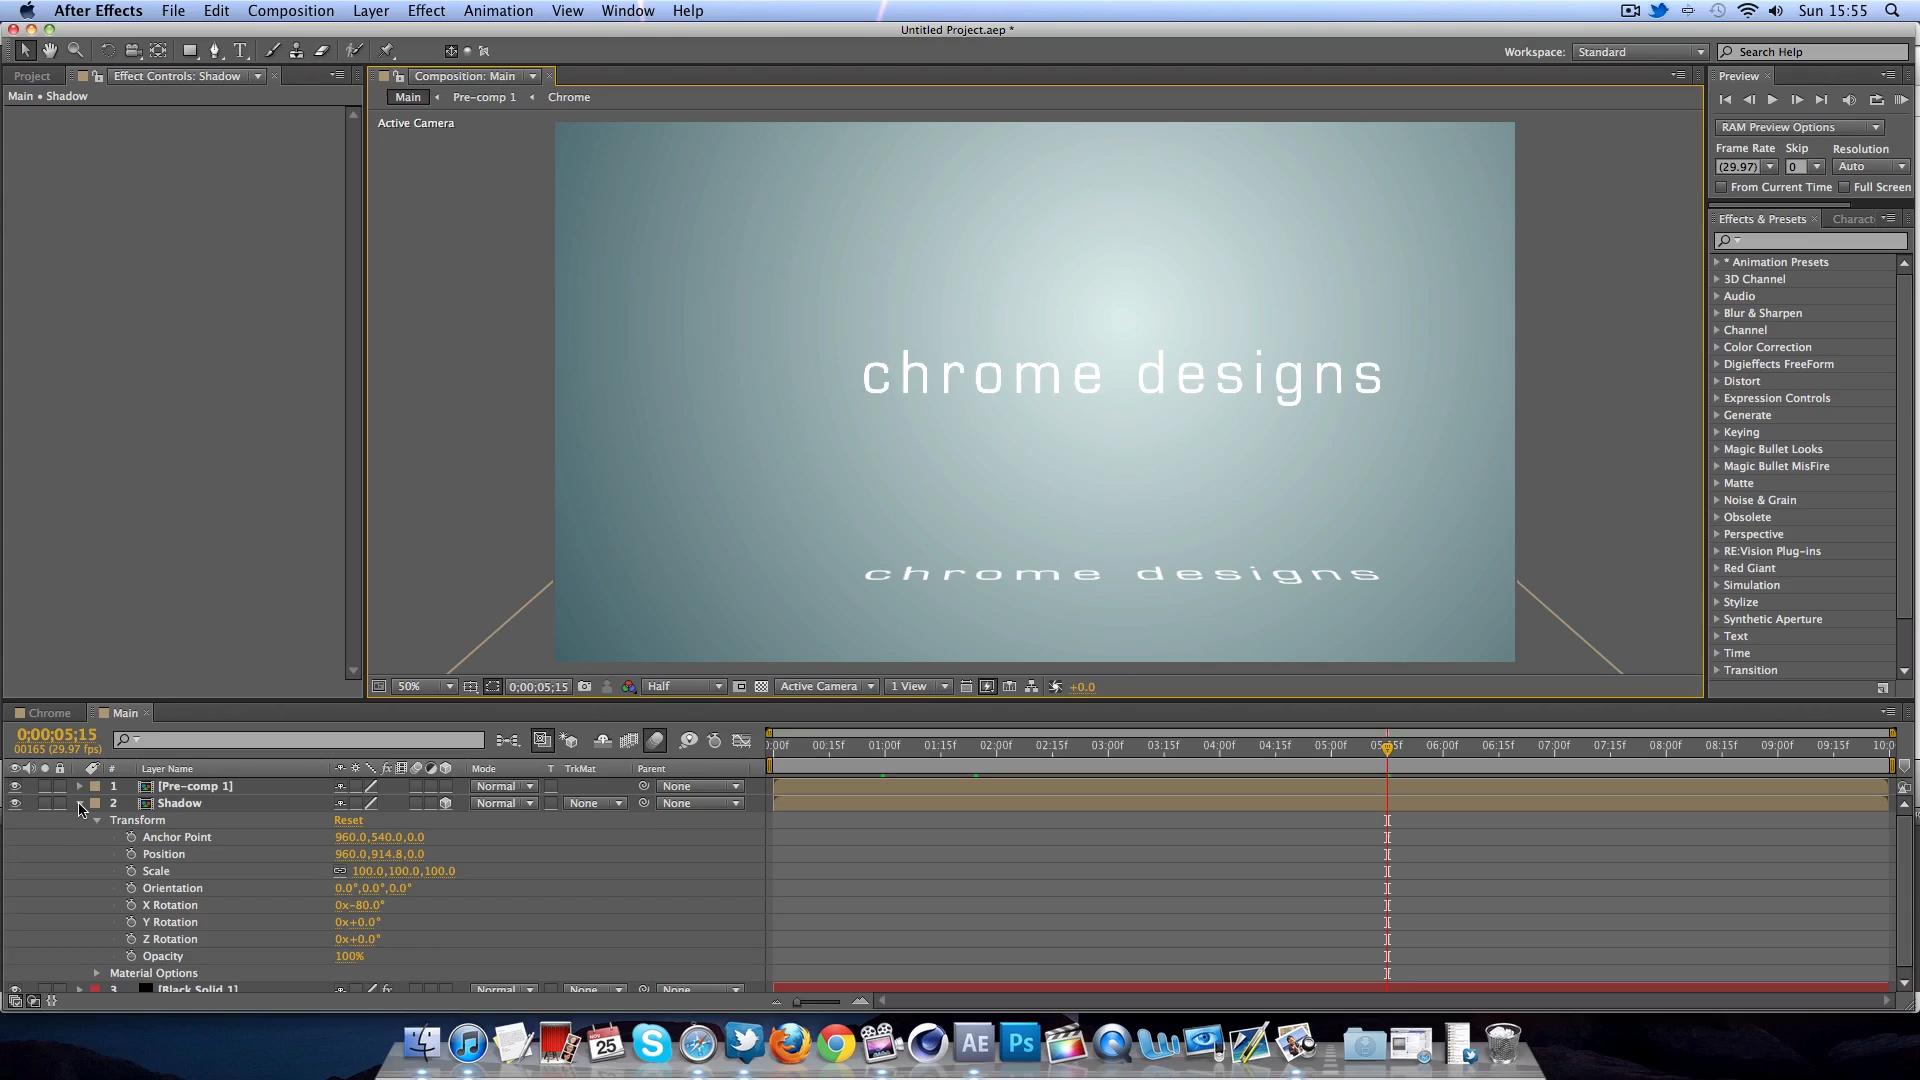 After Effects File Edit Composition Layer Effect Animation View Window Help Sun 15:55
Untitled Project.aep *
Workspace: Standard Search Help
Project Effect Controls: Shadow Composition: Main Preview
Main • Shadow
Main Pre-comp 1 Chrome
Active Camera
RAM Preview Options
Frame Rate Skip Resolution
(29.97) 0 Auto
From Current Time Full Screen
Effects & Presets Charact
* Animation Presets
3D Channel
Audio
Blur & Sharpen
Channel
Color Correction
Digieffects FreeForm
Distort
Expression Controls
Generate
Keying
Magic Bullet Looks
Magic Bullet MisFire
Matte
Noise & Grain
Obsolete
Perspective
RE:Vision Plug-ins
Red Giant
Simulation
Stylize
Synthetic Aperture
Text
Time
Transition
chrome designs
chrome designs
50% 0;00;05;15 Half Active Camera 1 View +0.0
Chrome Main
0;00;05;15
00165 (29.97 fps)
:00f 00:15f 01:00f 01:15f 02:00f 02:15f 03:00f 03:15f 04:00f 04:15f 05:00f 05:15f 06:00f 06:15f 07:00f 07:15f 08:00f 08:15f 09:00f 09:15f 10:0
# Layer Name Mode T TrkMat Parent
1 [Pre-comp 1] Normal None
2 Shadow Normal None None
Transform Reset
Anchor Point 960.0,540.0,0.0
Position 960.0,914.8,0.0
Scale 100.0,100.0,100.0
Orientation 0.0°,0.0°,0.0°
X Rotation 0x-80.0°
Y Rotation 0x+0.0°
Z Rotation 0x+0.0°
Opacity 100%
Material Options
3 [Black Solid 1] Normal None None
JUL 25 AE Ps